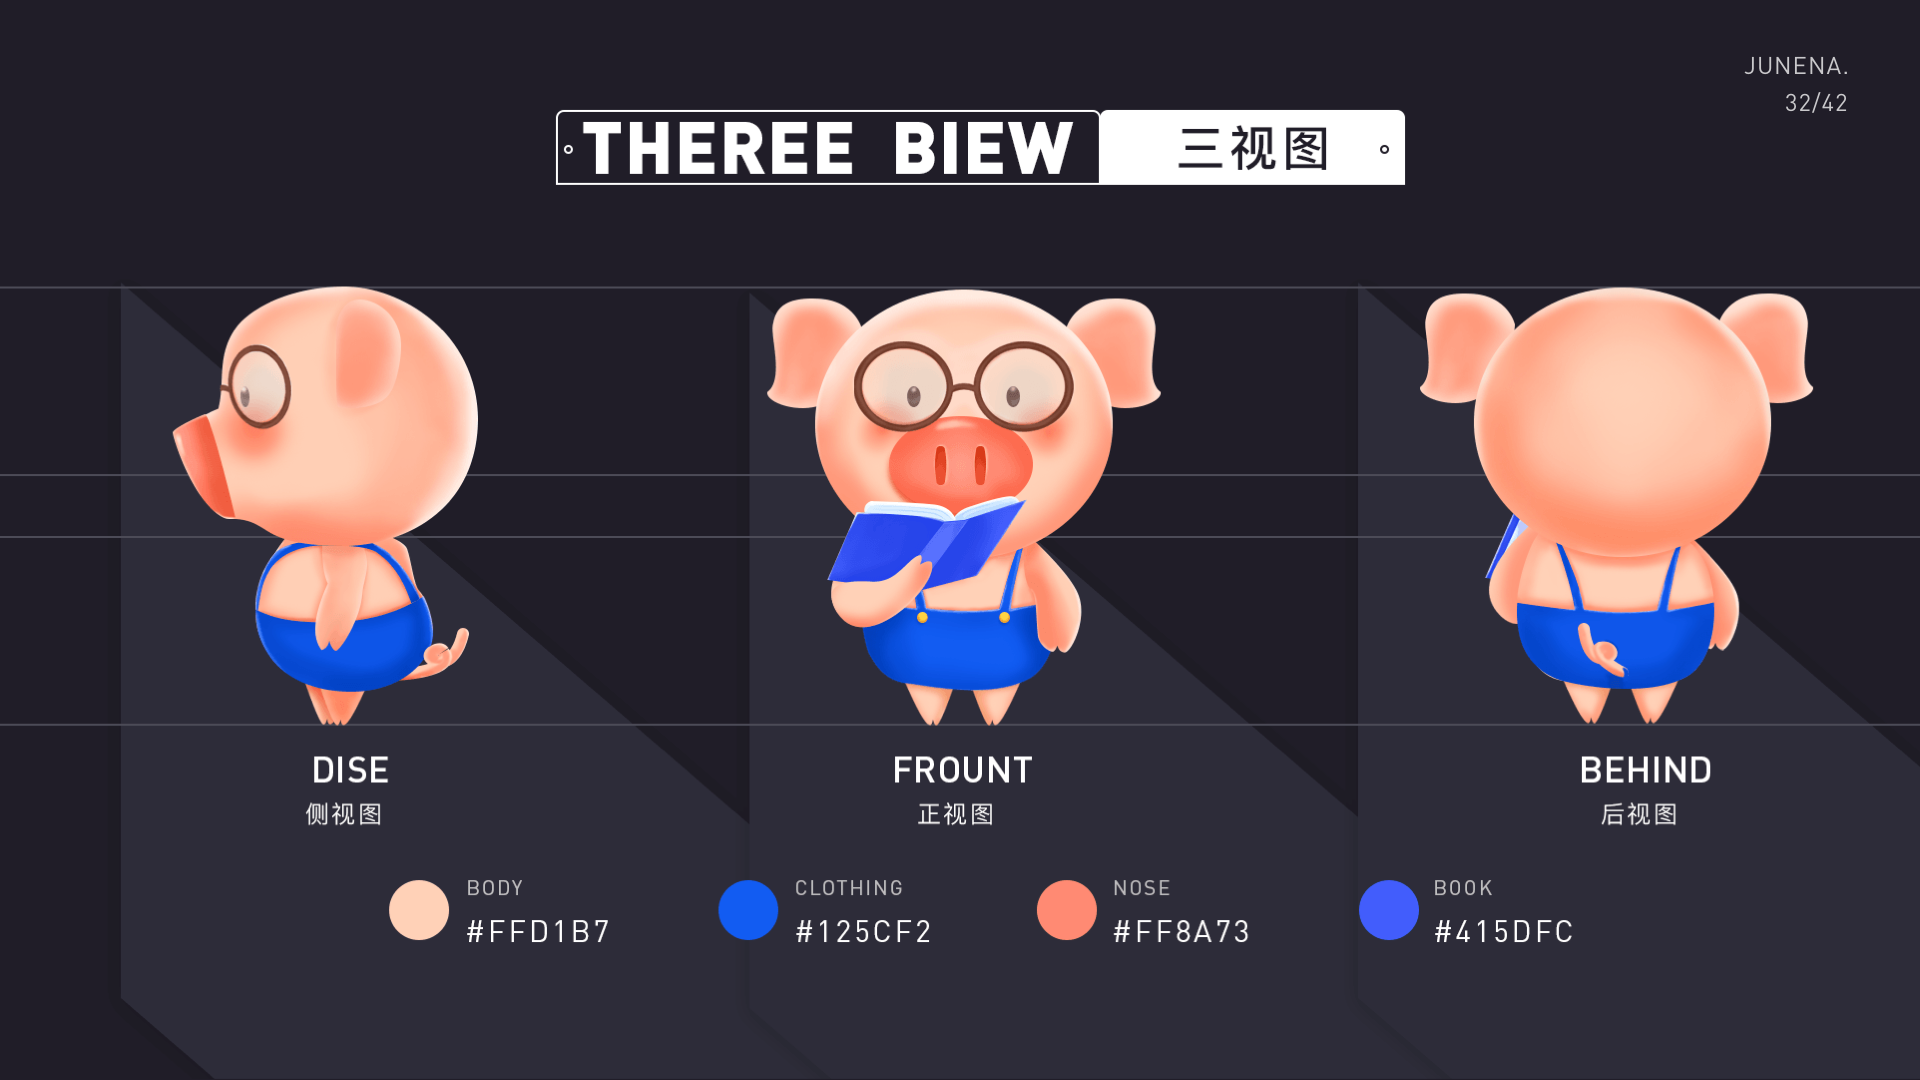 JUNENA.
32/42
THEREE BIEW 三视图
DISE
侧视图
FROUNT
正视图
BEHIND
后视图
BODY
#FFD1B7
CLOTHING
#125CF2
NOSE
#FF8A73
BOOK
#415DFC